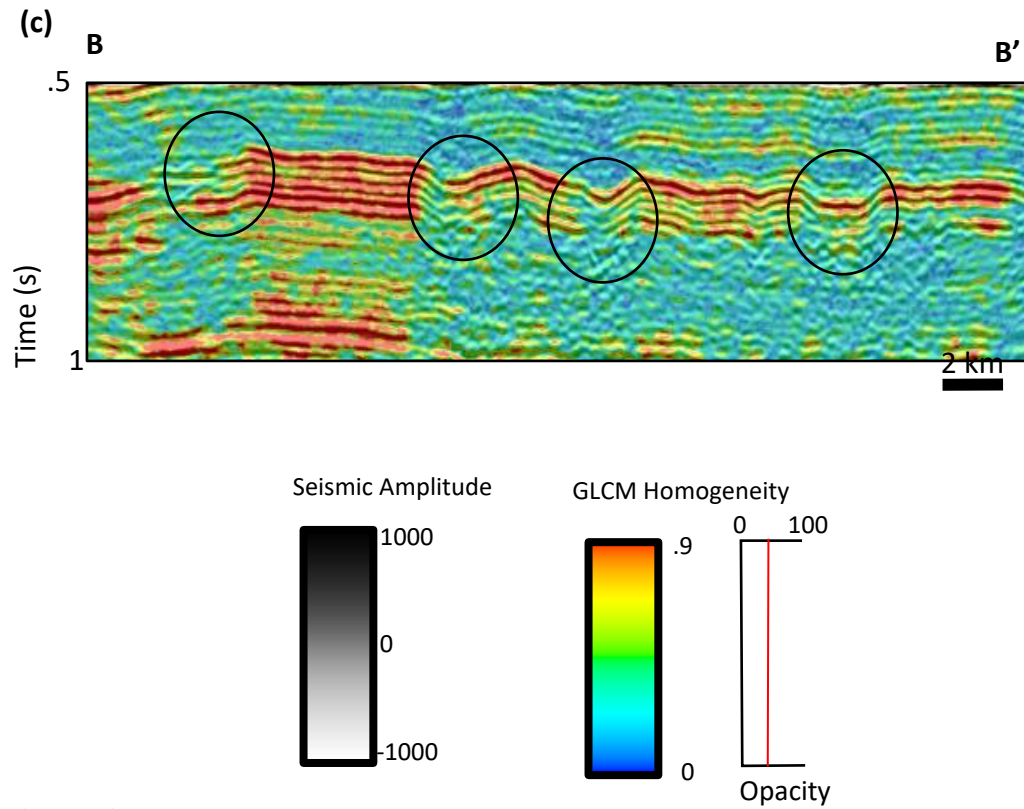 (c)
B
B’
.5
Time (s)
1
2 km
Seismic Amplitude
1000
0
-1000
GLCM Homogeneity
.9
0
0 100
Opacity